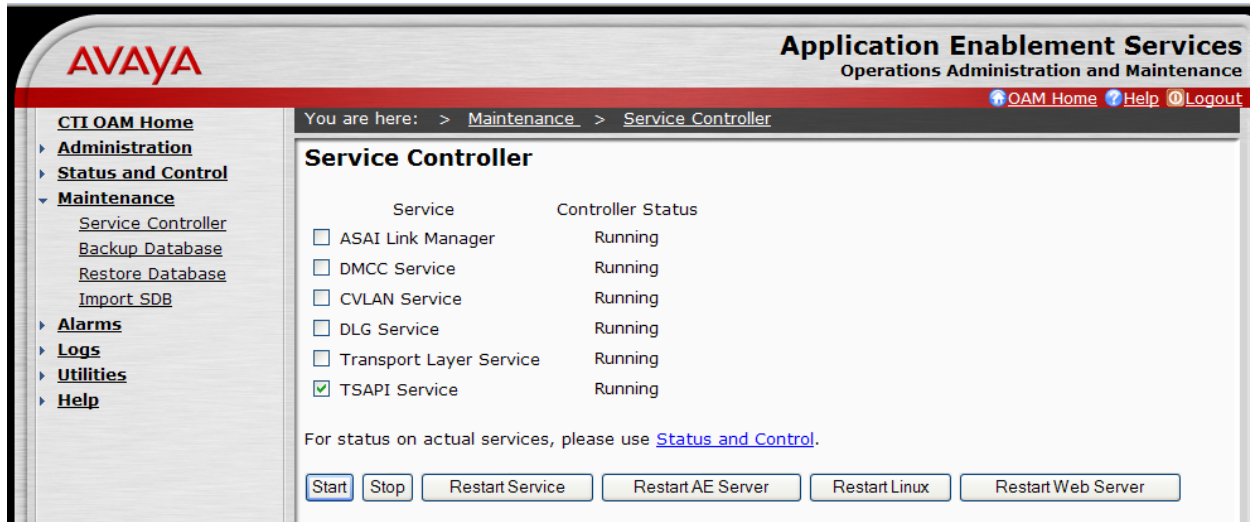 AVAYA
Application Enablement Services
Operations Administration and Maintenance
OAM Home Help Logout
CTI OAM Home
Administration
Status and Control
Maintenance
Service Controller
Backup Database
Restore Database
Import SDB
Alarms
Logs
Utilities
Help
You are here: > Maintenance > Service Controller
Service Controller
Service Controller Status
ASAI Link Manager Running
DMCC Service Running
CVLAN Service Running
DLG Service Running
Transport Layer Service Running
TSAPI Service Running
For status on actual services, please use Status and Control.
Start Stop Restart Service Restart AE Server Restart Linux Restart Web Server